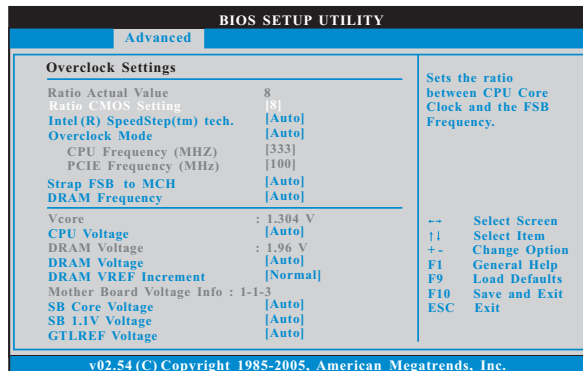 BIOS SETUP UTILITY
Advanced
Overclock Settings
Ratio Actual Value 8
Ratio CMOS Setting [8]
Intel (R) SpeedStep(tm) tech. [Auto]
Overclock Mode [Auto]
CPU Frequency (MHZ) [333]
PCIE Frequency (MHz) [100]
Strap FSB to MCH [Auto]
DRAM Frequency [Auto]
Vcore : 1.304 V
CPU Voltage [Auto]
DRAM Voltage : 1.96 V
DRAM Voltage [Auto]
DRAM VREF Increment [Normal]
Mother Board Voltage Info : 1-1-3
SB Core Voltage [Auto]
SB 1.1V Voltage [Auto]
GTLREF Voltage [Auto]
Sets the ratio
between CPU Core
Clock and the FSB
Frequency.
←→ Select Screen
↑↓ Select Item
+ - Change Option
F1 General Help
F9 Load Defaults
F10 Save and Exit
ESC Exit
v02.54 (C) Copyright 1985-2005, American Megatrends, Inc.